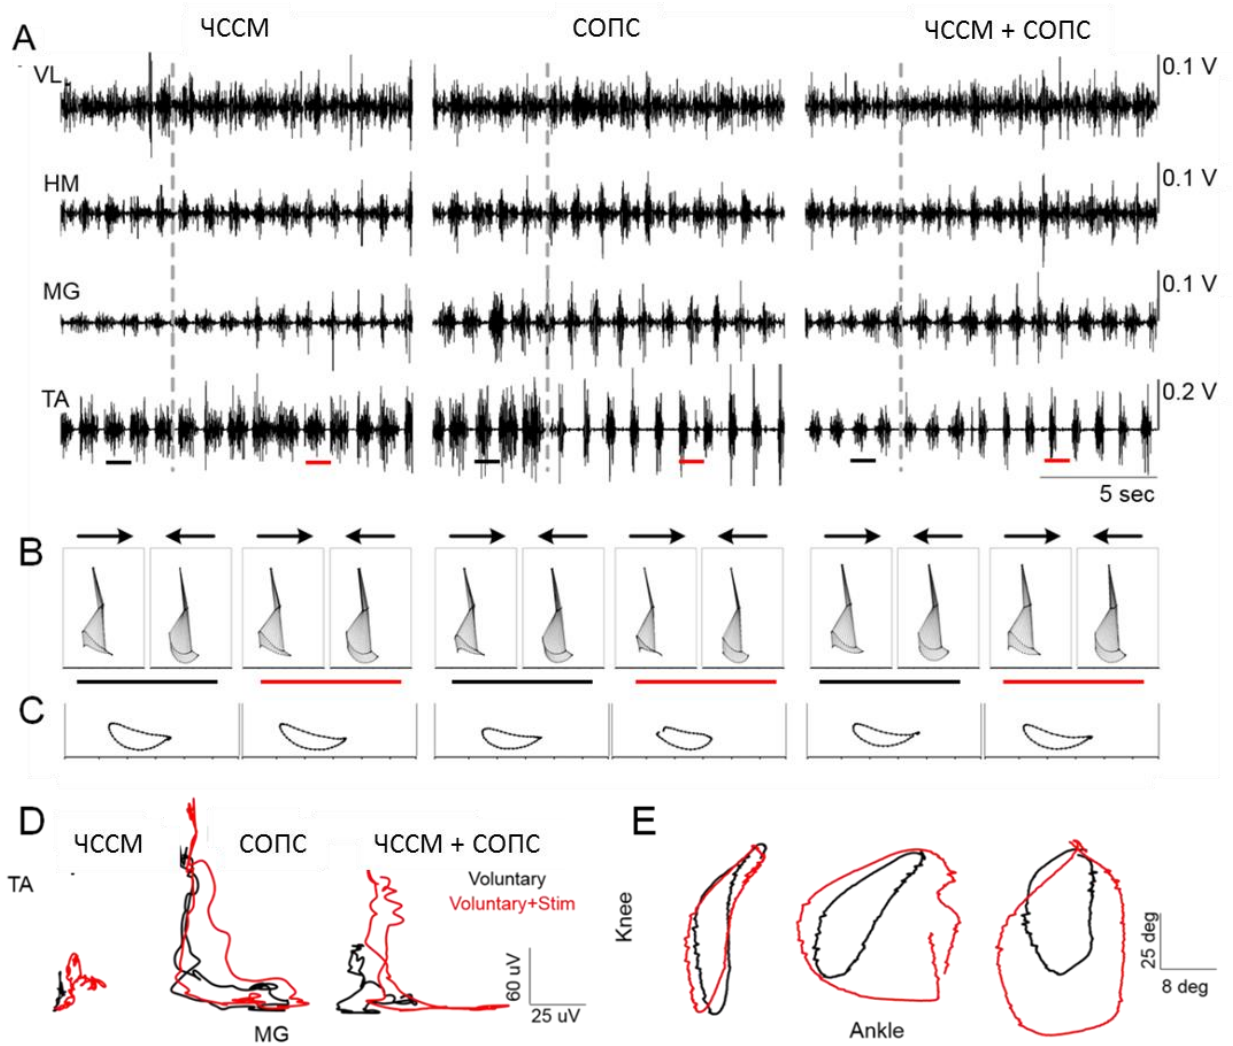 A
ЧССМ
СОПС
ЧССМ + СОПС
VL
0.1 V
HM
0.1 V
MG
0.1 V
TA
0.2 V
5 sec
B
C
D
ЧССМ
СОПС
ЧССМ + СОПС
TA
Voluntary
Voluntary+Stim
60 uV
25 uV
MG
E
Knee
25 deg
8 deg
Ankle